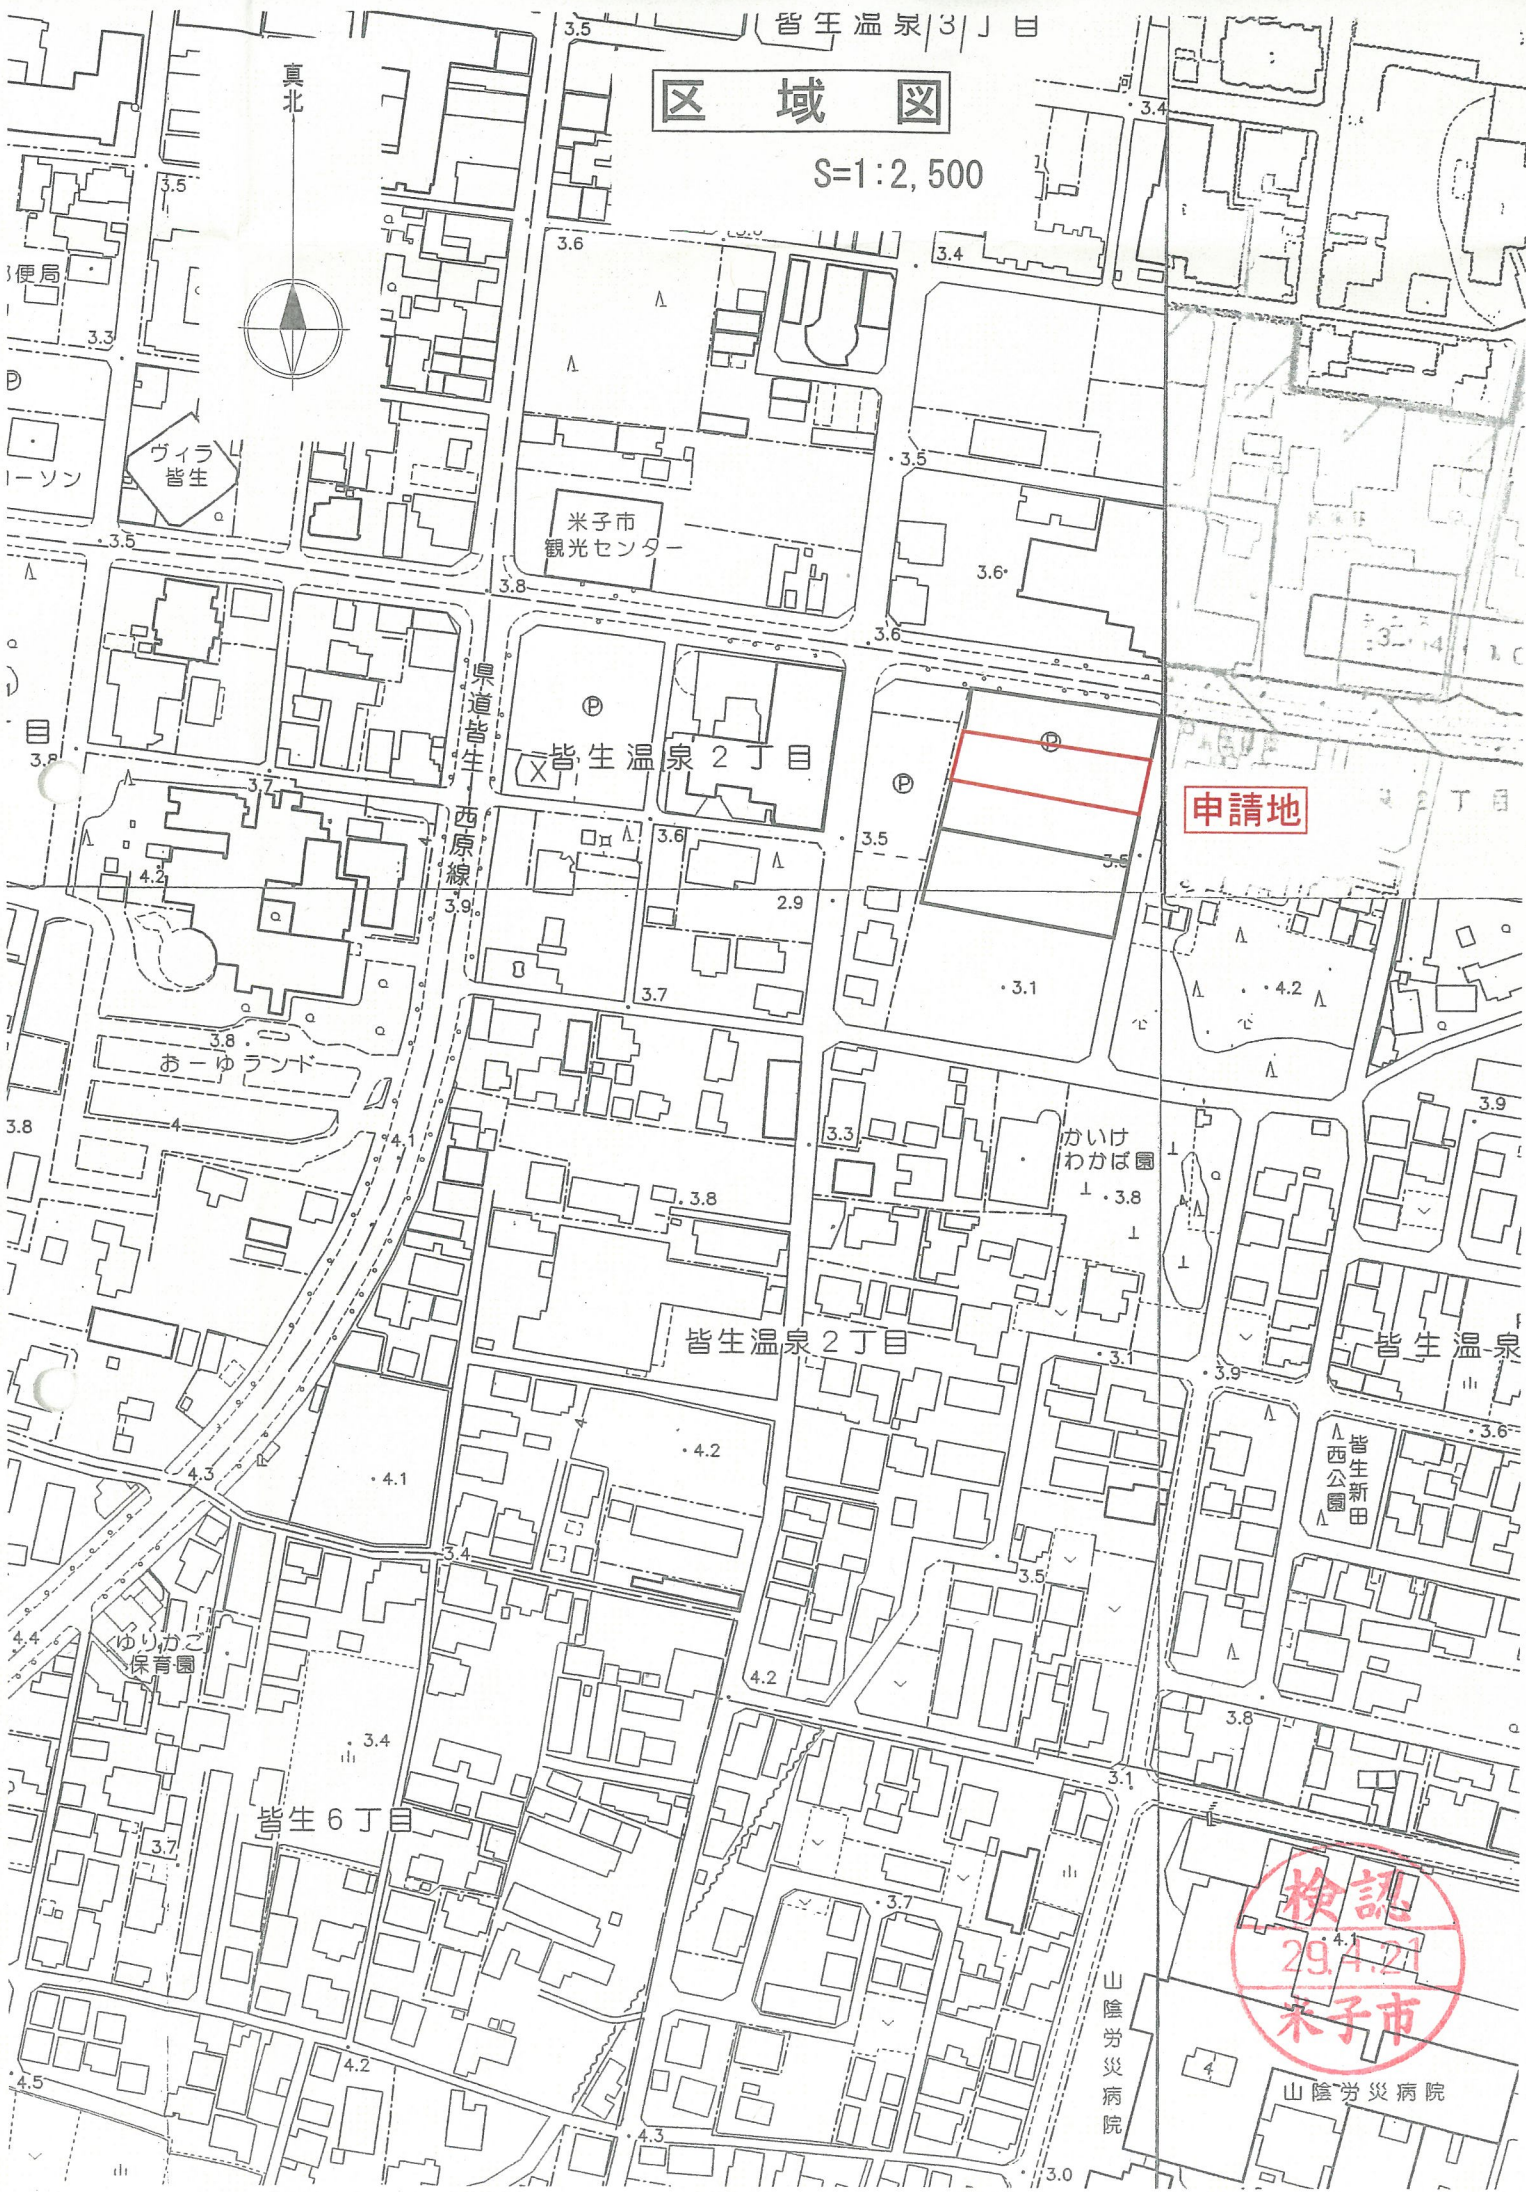 皆生温泉3丁目
3.5
区域図
S=1:2,500
真北
3.4
3.5
3.6
3.4
便局
3.3
Ⓟ
ヴィラ
皆生
ーソン
3.5
米子市
観光センター
3.5
3.8
3.6
3.6
県道皆生西原線
Ⓟ
皆生温泉2丁目
Ⓟ
Ⓟ
申請地
2丁目
目
3.8
3.7
3.6
3.5
3.5
4.2
3.9
2.9
3.7
3.1
4.2
3.8
おーゆランド
3.9
3.8
4
4.1
3.3
かいけ
わかば園
3.8
3.8
皆生温泉2丁目
3.1
3.9
皆生温泉
4.2
3.6
皆生新田
西公園
4.3
4.1
3.4
3.5
4.4
ゆりかご
保育園
4.2
3.8
3.4
3.1
皆生6丁目
3.7
3.7
検認
29.4.21
米子市
4.1
山陰労災病院
4
山陰労災病院
4.2
4.5
4.3
3.0